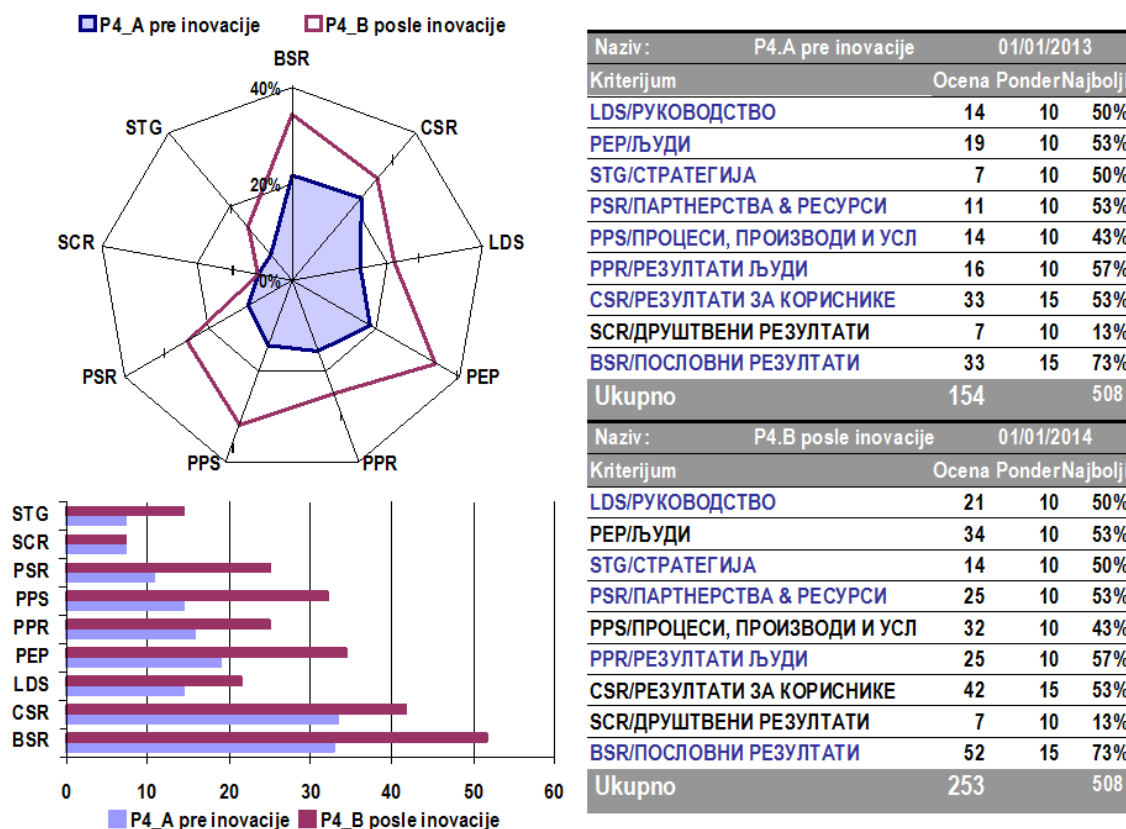 P4_A pre inovacije P4_B posle inovacije
BSR
40%
STG CSR
20%
SCR LDS
0%
PSR PEP
PPS PPR
STG
SCR
PSR
PPS
PPR
PEP
LDS
CSR
BSR
0 10 20 30 40 50 60
P4_A pre inovacije P4_B posle inovacije
Naziv: P4.A pre inovacije 01/01/2013
Kriterijum Ocena Ponder Najbolji
LDS/РУКОВОДСТВО 14 10 50%
PEP/ЉУДИ 19 10 53%
STG/СТРАТЕГИЈА 7 10 50%
PSR/ПАРТНЕРСТВА & РЕСУРСИ 11 10 53%
PPS/ПРОЦЕСИ, ПРОИЗВОДИ И УСЛ 14 10 43%
PPR/РЕЗУЛТАТИ ЉУДИ 16 10 57%
CSR/РЕЗУЛТАТИ ЗА КОРИСНИКЕ 33 15 53%
SCR/ДРУШТВЕНИ РЕЗУЛТАТИ 7 10 13%
BSR/ПОСЛОВНИ РЕЗУЛТАТИ 33 15 73%
Ukupno 154 508
Naziv: P4.B posle inovacije 01/01/2014
Kriterijum Ocena Ponder Najbolji
LDS/РУКОВОДСТВО 21 10 50%
PEP/ЉУДИ 34 10 53%
STG/СТРАТЕГИЈА 14 10 50%
PSR/ПАРТНЕРСТВА & РЕСУРСИ 25 10 53%
PPS/ПРОЦЕСИ, ПРОИЗВОДИ И УСЛ 32 10 43%
PPR/РЕЗУЛТАТИ ЉУДИ 25 10 57%
CSR/РЕЗУЛТАТИ ЗА КОРИСНИКЕ 42 15 53%
SCR/ДРУШТВЕНИ РЕЗУЛТАТИ 7 10 13%
BSR/ПОСЛОВНИ РЕЗУЛТАТИ 52 15 73%
Ukupno 253 508